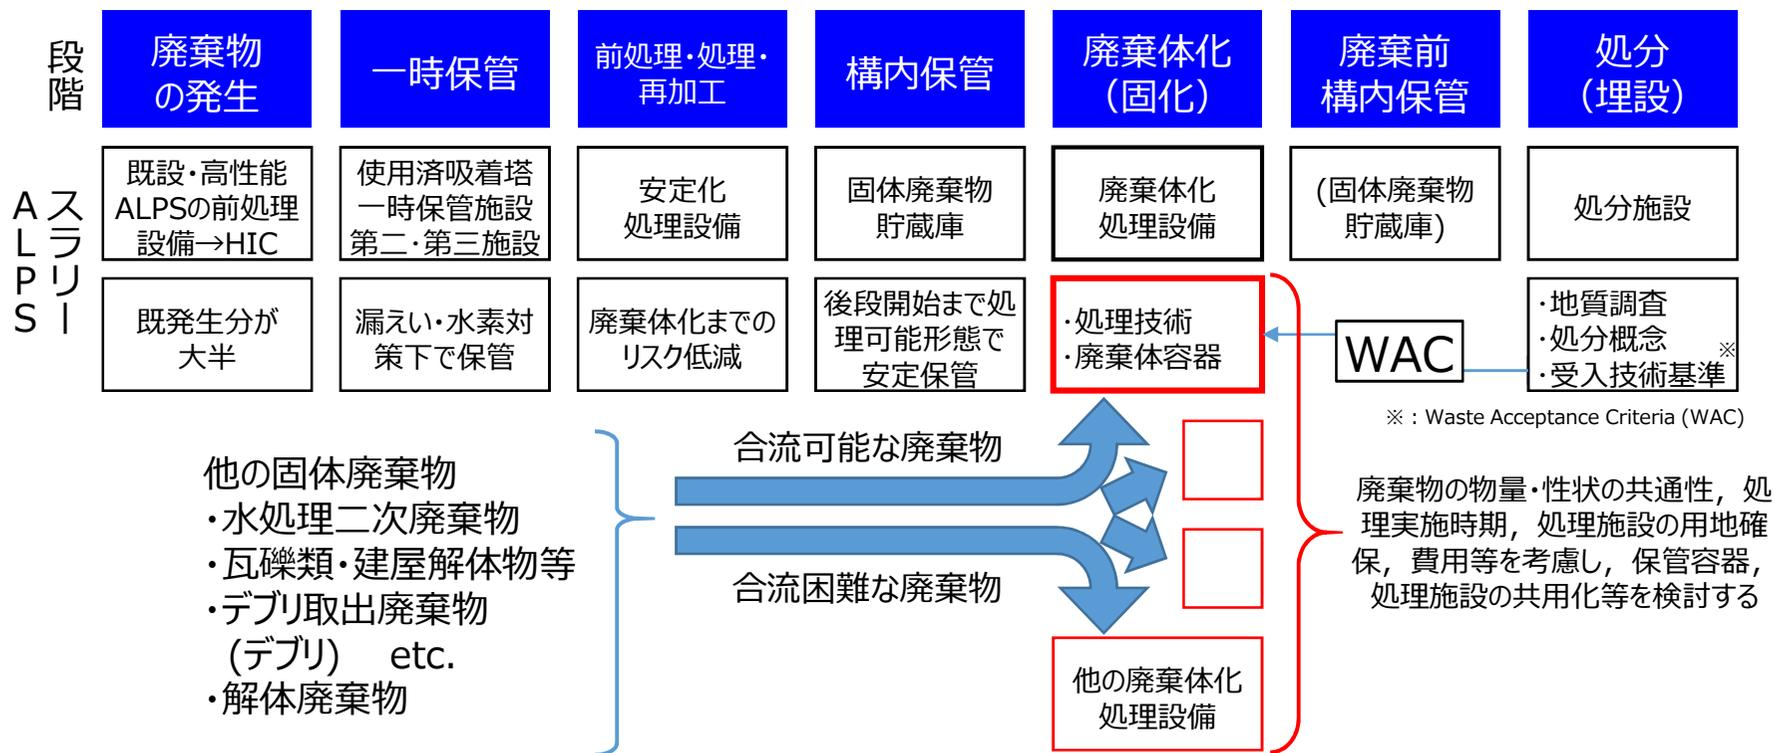 段階
廃棄物
の発生
一時保管
前処理・処理・
再加工
構内保管
廃棄体化
（固化）
廃棄前
構内保管
処分
（埋設）
ALPS
スラリー
既設・高性能
ALPSの前処理
設備→HIC
使用済吸着塔
一時保管施設
第二・第三施設
安定化
処理設備
固体廃棄物
貯蔵庫
廃棄体化
処理設備
(固体廃棄物
貯蔵庫)
処分施設
既発生分が
大半
漏えい・水素対
策下で保管
廃棄体化までの
リスク低減
後段開始まで処
理可能形態で
安定保管
・処理技術
・廃棄体容器
WAC
・地質調査
・処分概念
・受入技術基準※
※：Waste Acceptance Criteria (WAC)
他の固体廃棄物
・水処理二次廃棄物
・瓦礫類・建屋解体物等
・デブリ取出廃棄物
(デブリ) etc.
・解体廃棄物
合流可能な廃棄物
合流困難な廃棄物
他の廃棄体化
処理設備
廃棄物の物量・性状の共通性，処
理実施時期，処理施設の用地確
保，費用等を考慮し，保管容器，
処理施設の共用化等を検討する